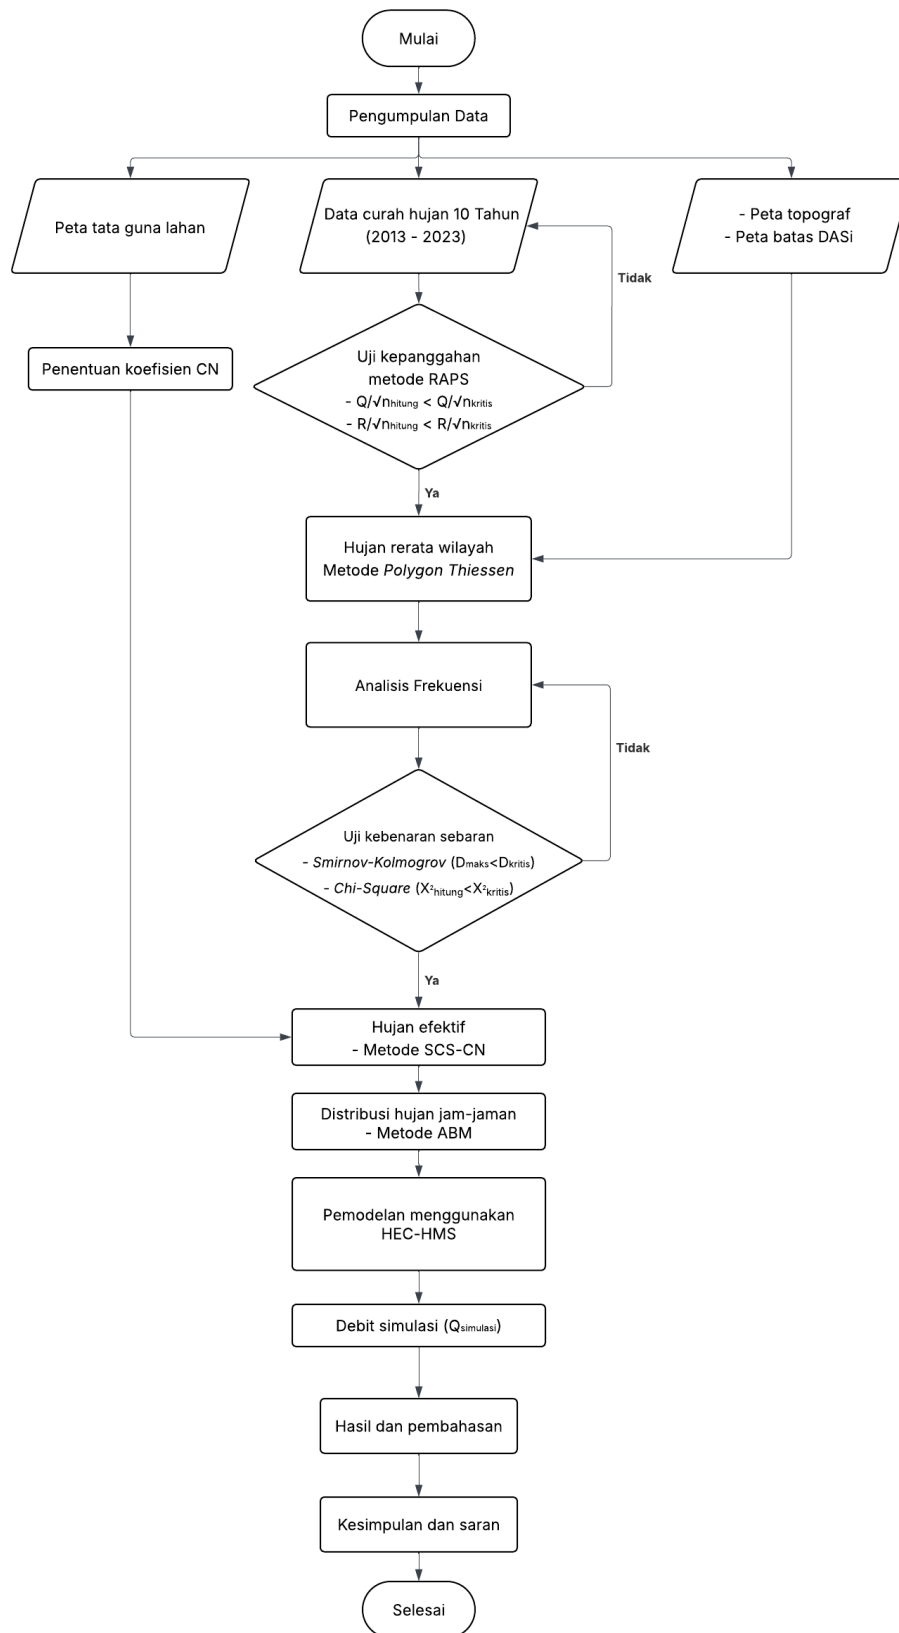 Mulai
Pengumpulan Data
Peta tata guna lahan
Data curah hujan 10 Tahun
(2013 - 2023)
- Peta topograf
- Peta batas DASi
Tidak
Penentuan koefisien CN
Uji kepanggahan
metode RAPS
- Q/√nhitung < Q/√nkritis
- R/√nhitung < R/√nkritis
Ya
Hujan rerata wilayah
Metode Polygon Thiessen
Analisis Frekuensi
Tidak
Uji kebenaran sebaran
- Smirnov-Kolmogrov (Dmaks<Dkritis)
- Chi-Square (X²hitung<X²kritis)
Ya
Hujan efektif
- Metode SCS-CN
Distribusi hujan jam-jaman
- Metode ABM
Pemodelan menggunakan
HEC-HMS
Debit simulasi (Qsimulasi)
Hasil dan pembahasan
Kesimpulan dan saran
Selesai